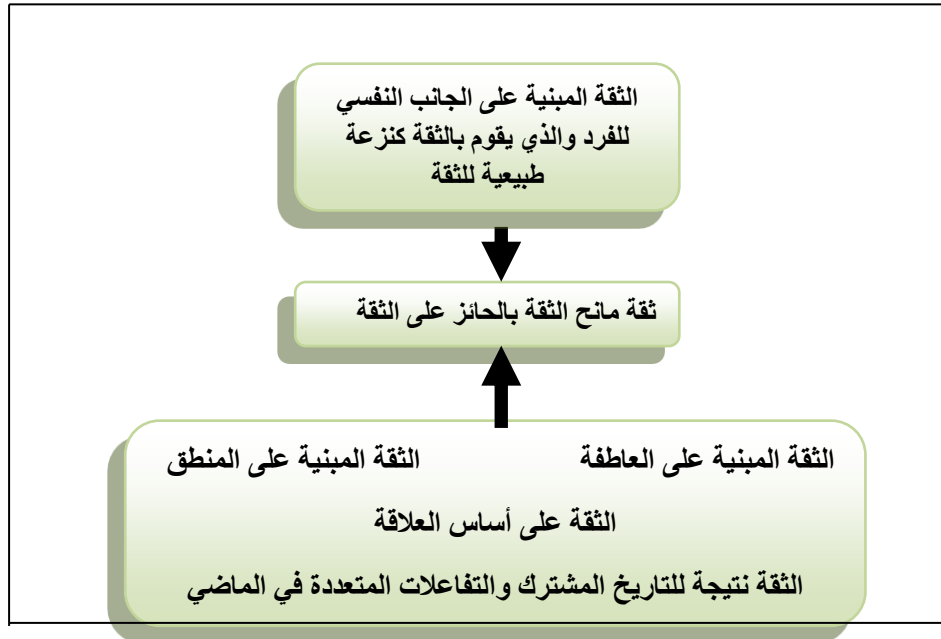 الثقة المبنية على الجانب النفسي
للفرد والذي يقوم بالثقة كنزعة
طبيعية للثقة
ثقة مانح الثقة بالحائز على الثقة
الثقة المبنية على العاطفة الثقة المبنية على المنطق
الثقة على أساس العلاقة
الثقة نتيجة للتاريخ المشترك والتفاعلات المتعددة في الماضي